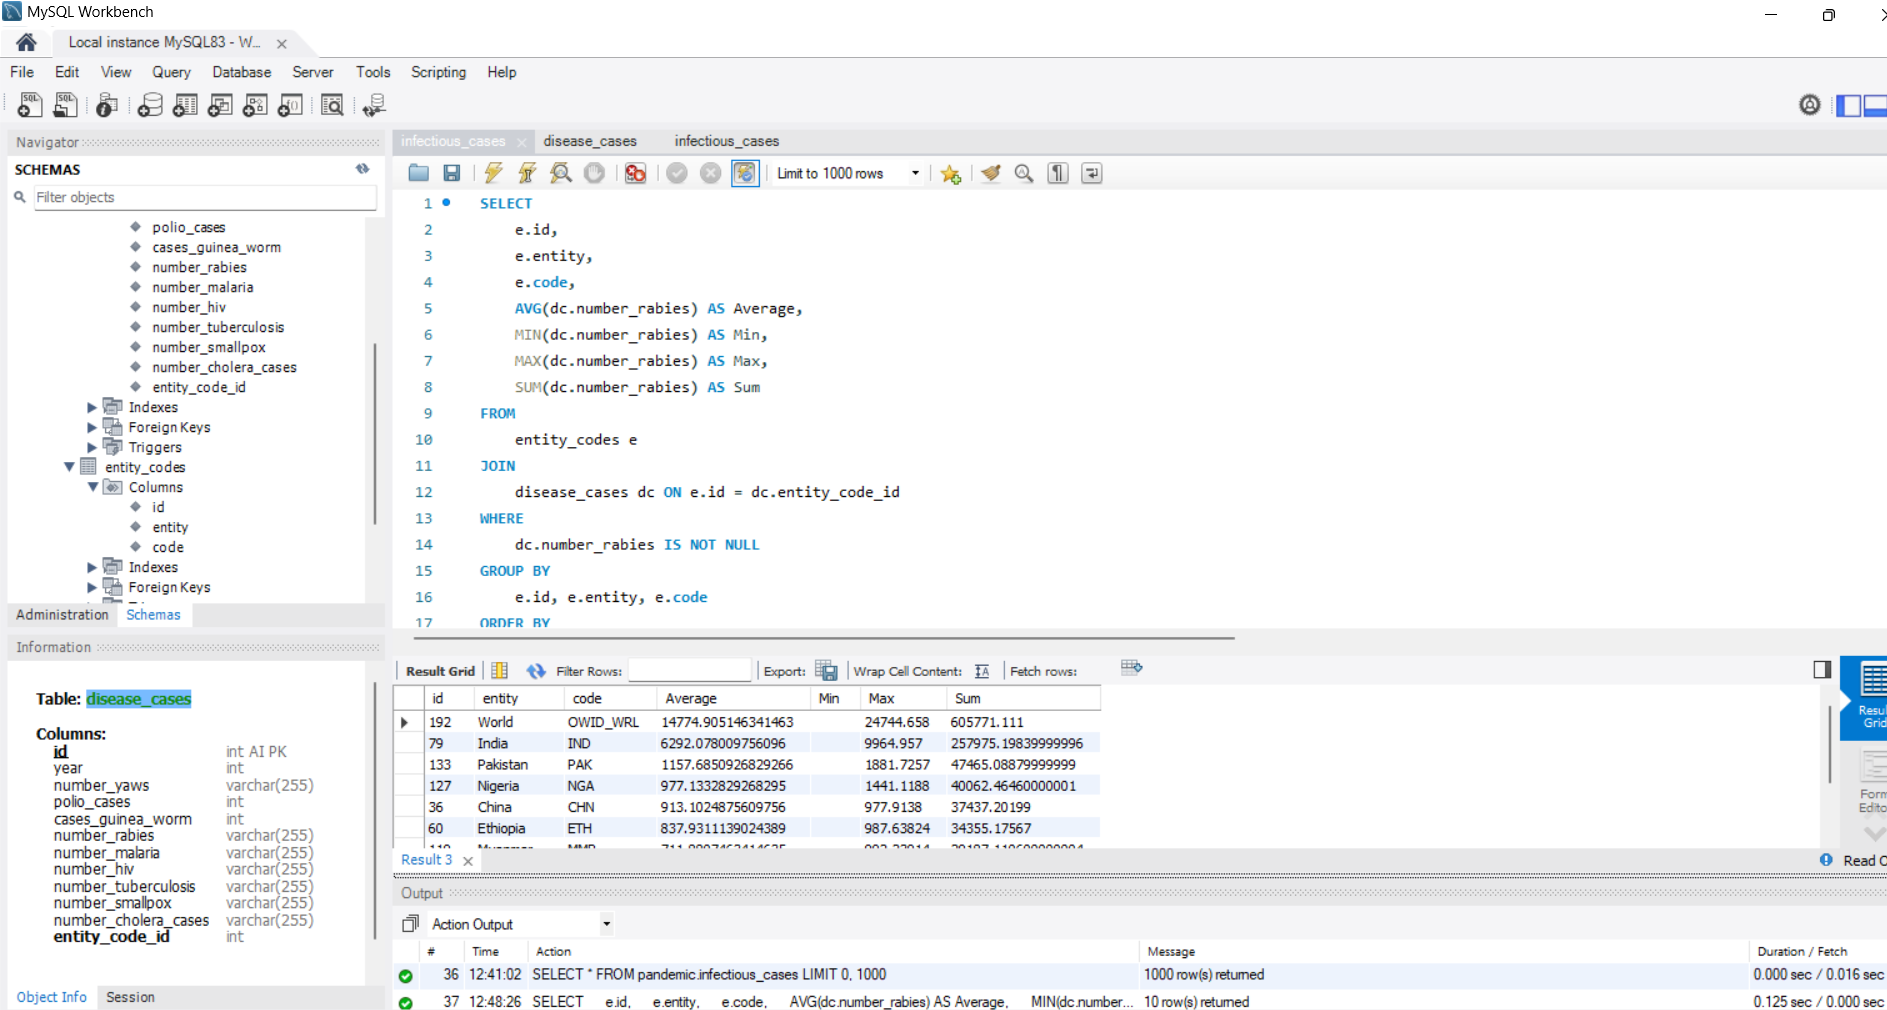 MySQL Workbench
Local instance MySQL83 - W...
File Edit View Query Database Server Tools Scripting Help
Navigator
SCHEMAS
Filter objects
polio_cases
cases_guinea_worm
number_rabies
number_malaria
number_hiv
number_tuberculosis
number_smallpox
number_cholera_cases
entity_code_id
Indexes
Foreign Keys
Triggers
entity_codes
Columns
id
entity
code
Indexes
Foreign Keys
Administration Schemas
Information
Table: disease_cases
Columns:
id int AI PK
year int
number_yaws varchar(255)
polio_cases int
cases_guinea_worm int
number_rabies varchar(255)
number_malaria varchar(255)
number_hiv varchar(255)
number_tuberculosis varchar(255)
number_smallpox varchar(255)
number_cholera_cases varchar(255)
entity_code_id int
Object Info Session
infectious_cases disease_cases infectious_cases
Limit to 1000 rows
1 SELECT
2 e.id,
3 e.entity,
4 e.code,
5 AVG(dc.number_rabies) AS Average,
6 MIN(dc.number_rabies) AS Min,
7 MAX(dc.number_rabies) AS Max,
8 SUM(dc.number_rabies) AS Sum
9 FROM
10 entity_codes e
11 JOIN
12 disease_cases dc ON e.id = dc.entity_code_id
13 WHERE
14 dc.number_rabies IS NOT NULL
15 GROUP BY
16 e.id, e.entity, e.code
17 ORDER BY
Result Grid Filter Rows: Export: Wrap Cell Content: Fetch rows:
id entity code Average Min Max Sum
192 World OWID_WRL 14774.905146341463 24744.658 605771.111
79 India IND 6292.078009756096 9964.957 257975.19839999996
133 Pakistan PAK 1157.6850926829266 1881.7257 47465.08879999999
127 Nigeria NGA 977.1332829268295 1441.1188 40062.46460000001
36 China CHN 913.1024875609756 977.9138 37437.20199
60 Ethiopia ETH 837.9311139024389 987.63824 34355.17567
Result 3
Grid
Read
Output
Action Output
# Time Action Message Duration / Fetch
36 12:41:02 SELECT * FROM pandemic.infectious_cases LIMIT 0, 1000 1000 row(s) returned 0.000 sec / 0.016 sec
37 12:48:26 SELECT e.id, e.entity, e.code, AVG(dc.number_rabies) AS Average, MIN(dc.number... 10 row(s) returned 0.125 sec / 0.000 sec